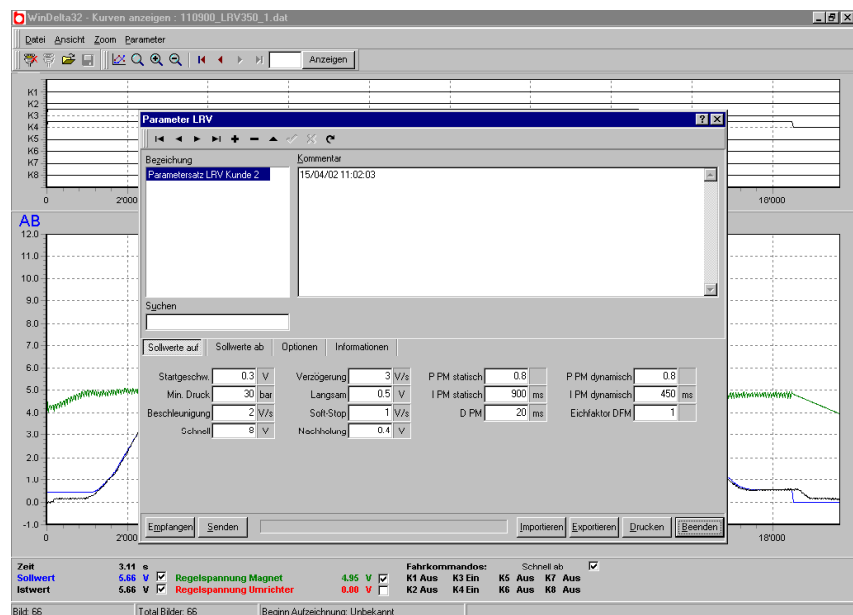 WinDelta32 - Kurven anzeigen : 110900_LRV350_1.dat
Datei Ansicht Zoom Parameter
Anzeigen
K1
K2
K3
K4
K5
K6
K7
K8
0 2'000 18'000
Parameter LRV
Bezeichung Kommentar
Parametersatz LRV Kunde 2 15/04/02 11:02:03
Suchen
Sollwerte auf Sollwerte ab Optionen Informationen
Startgeschw. 0.3 V Verzögerung 3 V/s P PM statisch 0.8 P PM dynamisch 0.8
Min. Druck 30 bar Langsam 0.5 V I PM statisch 900 ms I PM dynamisch 450 ms
Beschleunigung 2 V/s Soft-Stop 1 V/s D PM 20 ms Eichfaktor DFM 1
Schnell 8 V Nachholung 0.4 V
Empfangen Senden Importieren Exportieren Drucken Beenden
AB
12.0
11.0
10.0
9.0
8.0
7.0
6.0
5.0
4.0
3.0
2.0
1.0
0.0
-1.0
0 2'000 18'000
Zeit 3.11 s Fahrkommandos: Schnell ab
Sollwert 5.66 V Regelspannung Magnet 4.95 V K1 Aus K3 Ein K5 Aus K7 Aus
Istwert 5.66 V Regelspannung Umrichter 0.00 V K2 Aus K4 Ein K6 Aus K8 Aus
Bild: 66 Total Bilder: 66 Beginn Aufzeichnung: Unbekannt